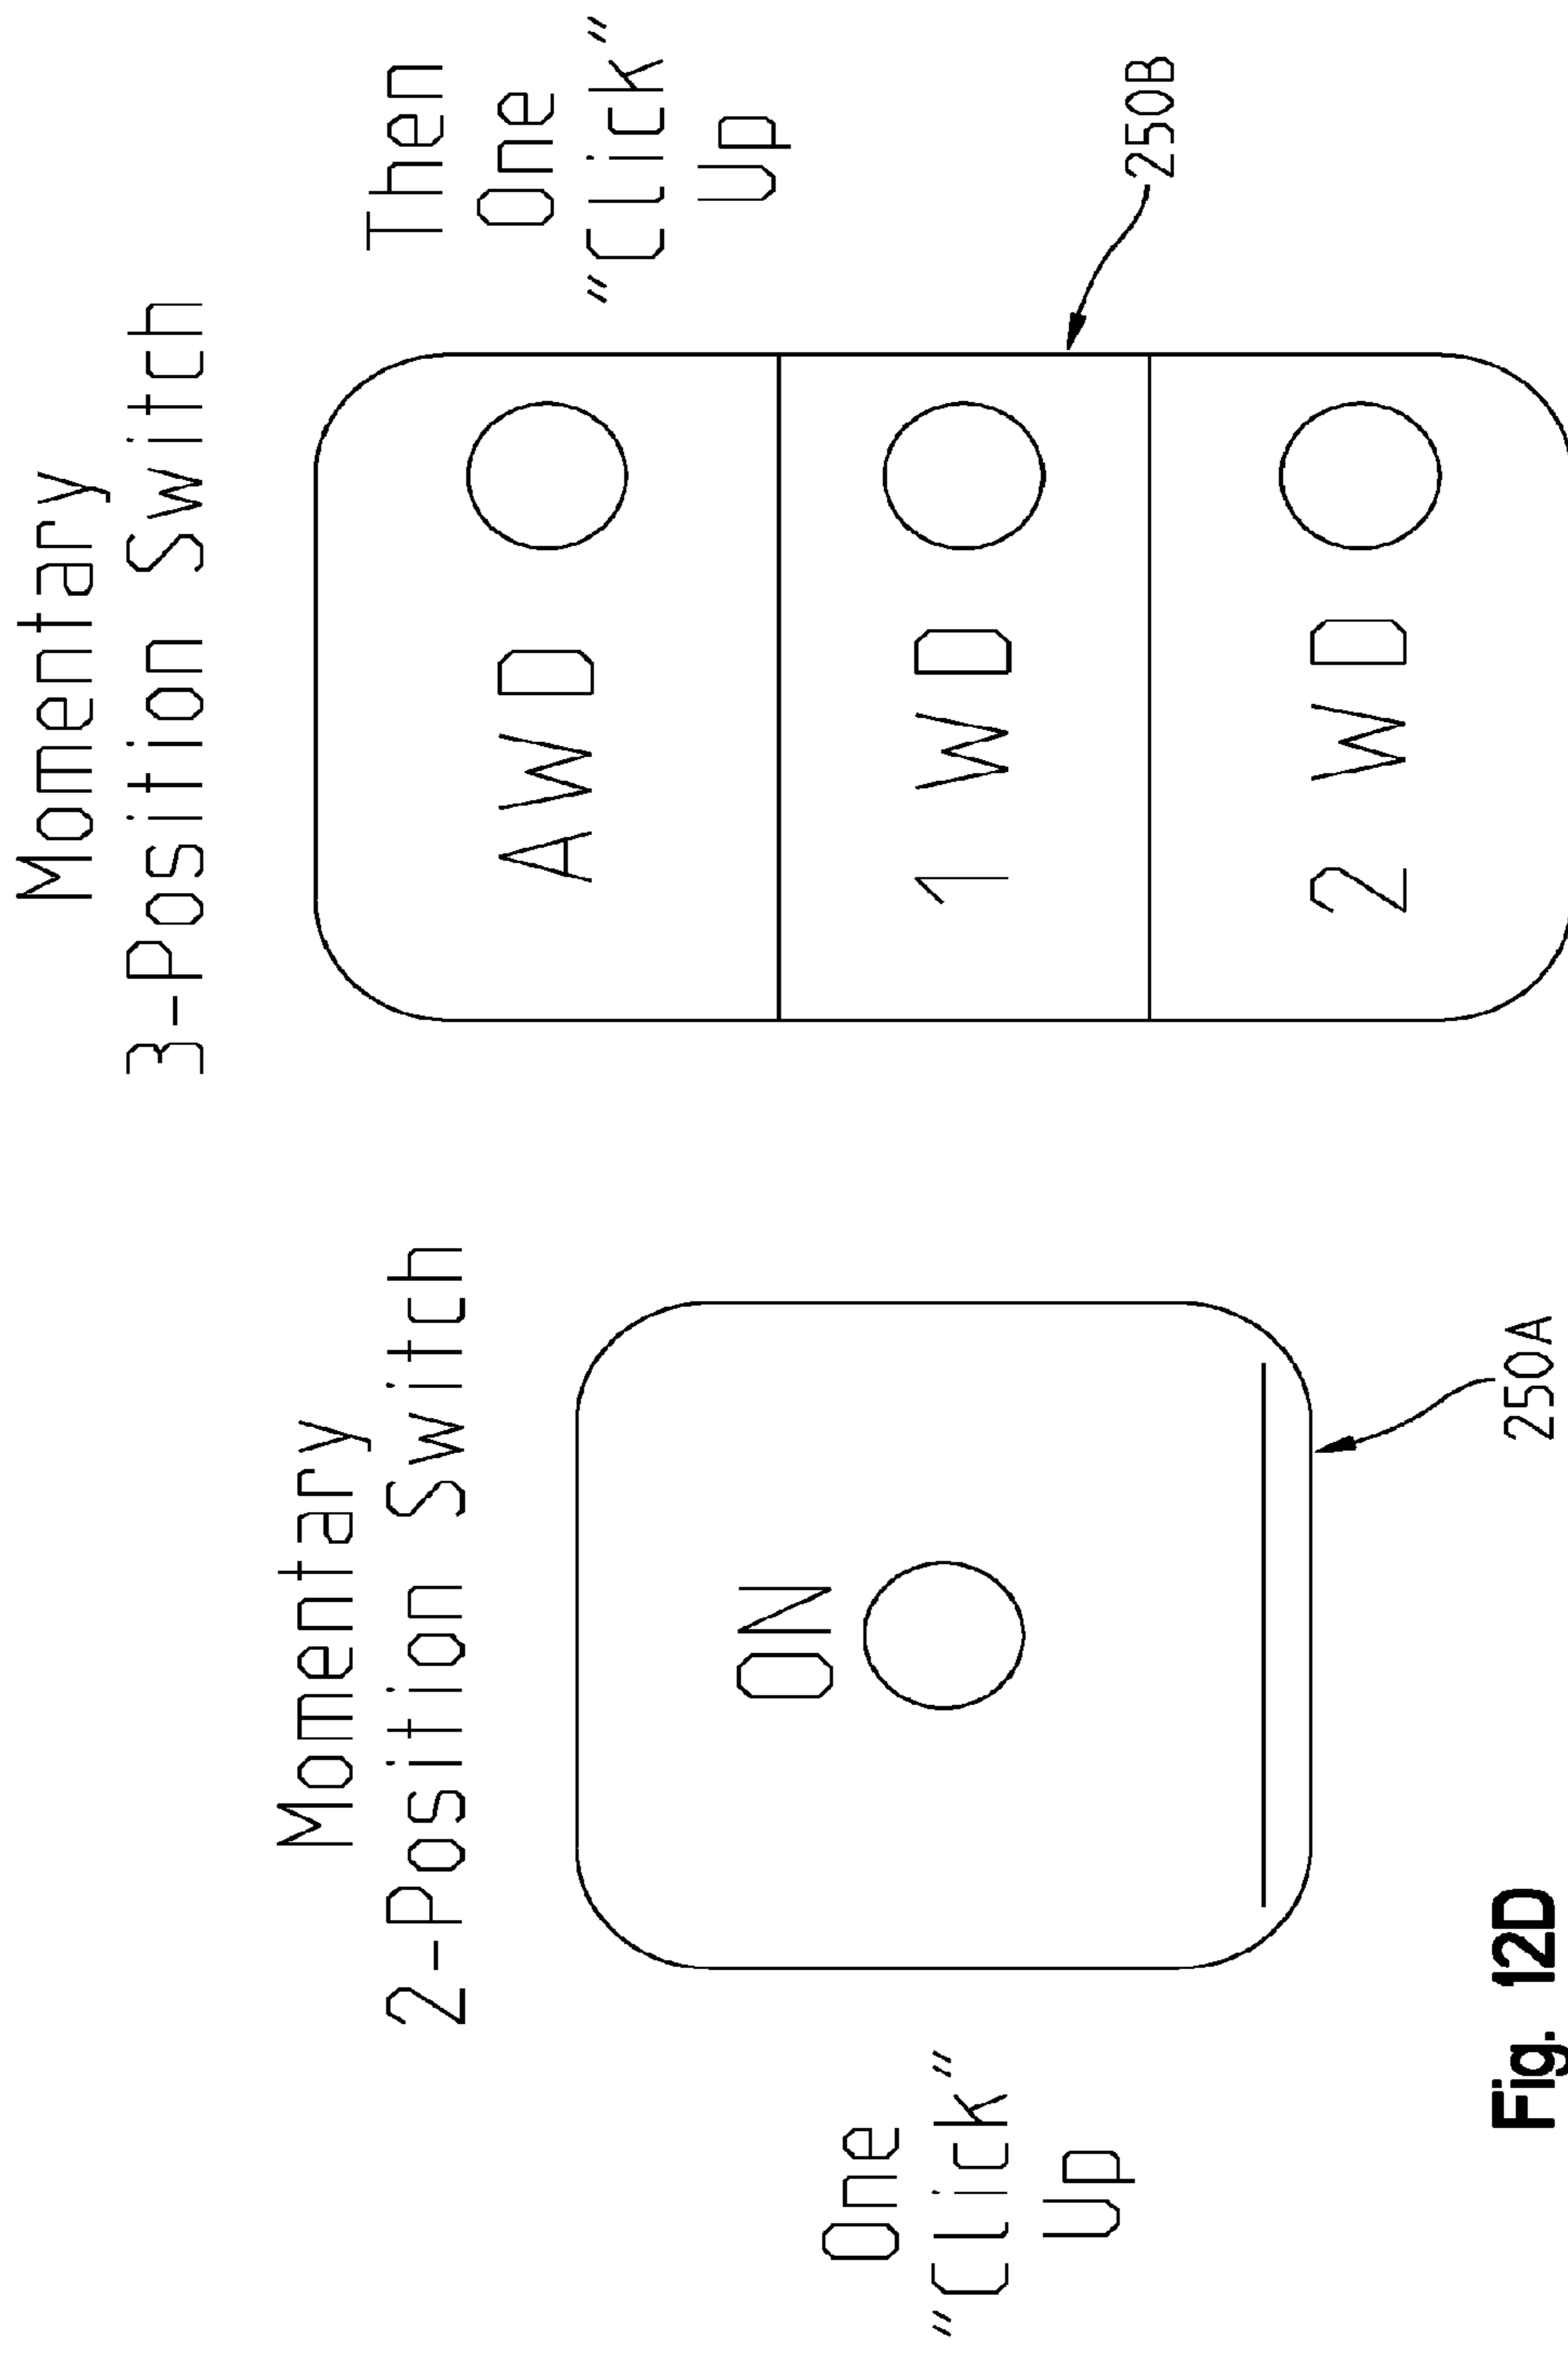 Momentary
2-Position Switch
One
"Click"
Up
ON
250A
Momentary
3-Position Switch
AWD
1 WD
2 WD
Then
One
"Click"
Up
250B
Fig. 12D